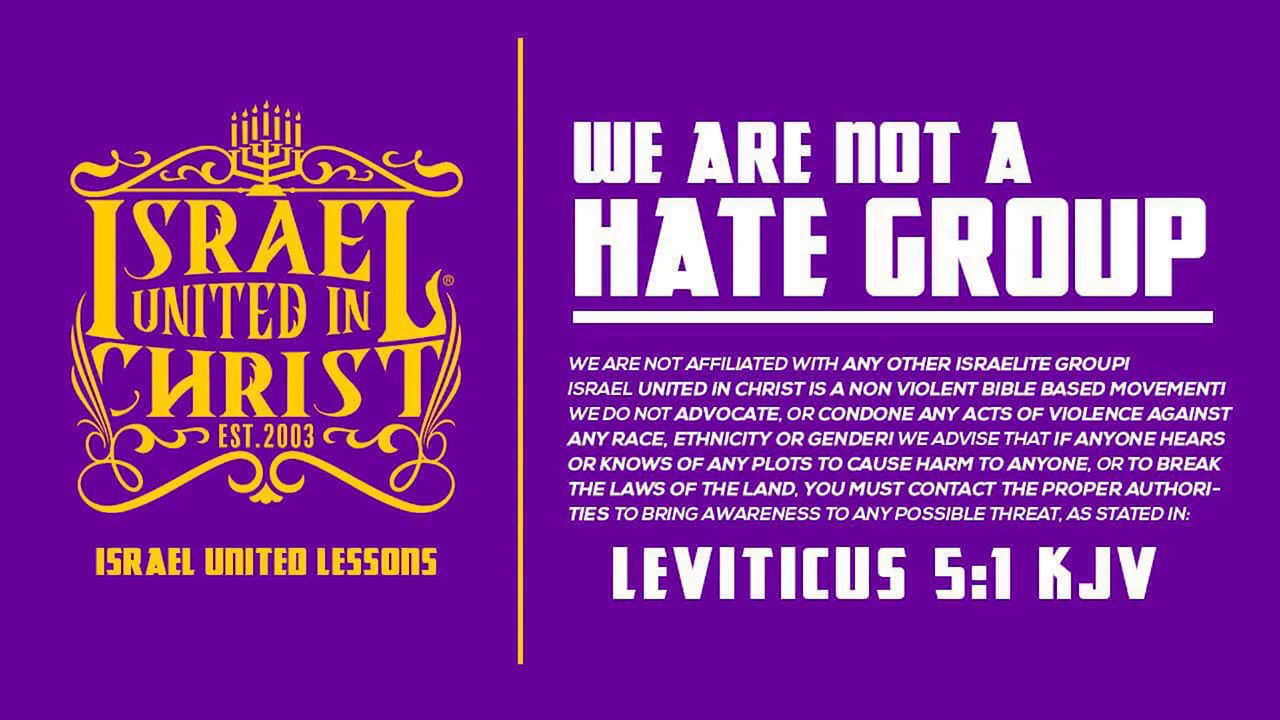 ISRAEL
UNITED IN
CHRIST
®
EST.2003
ISRAEL UNITED LESSONS
WE ARE NOT A
HATE GROUP
WE ARE NOT AFFILIATED WITH ANY OTHER ISRAELITE GROUP!
ISRAEL UNITED IN CHRIST IS A NON VIOLENT BIBLE BASED MOVEMENT!
WE DO NOT ADVOCATE, OR CONDONE ANY ACTS OF VIOLENCE AGAINST
ANY RACE, ETHNICITY OR GENDER! WE ADVISE THAT IF ANYONE HEARS
OR KNOWS OF ANY PLOTS TO CAUSE HARM TO ANYONE, OR TO BREAK
THE LAWS OF THE LAND, YOU MUST CONTACT THE PROPER AUTHORI-
TIES TO BRING AWARENESS TO ANY POSSIBLE THREAT, AS STATED IN:
LEVITICUS 5:1 KJV